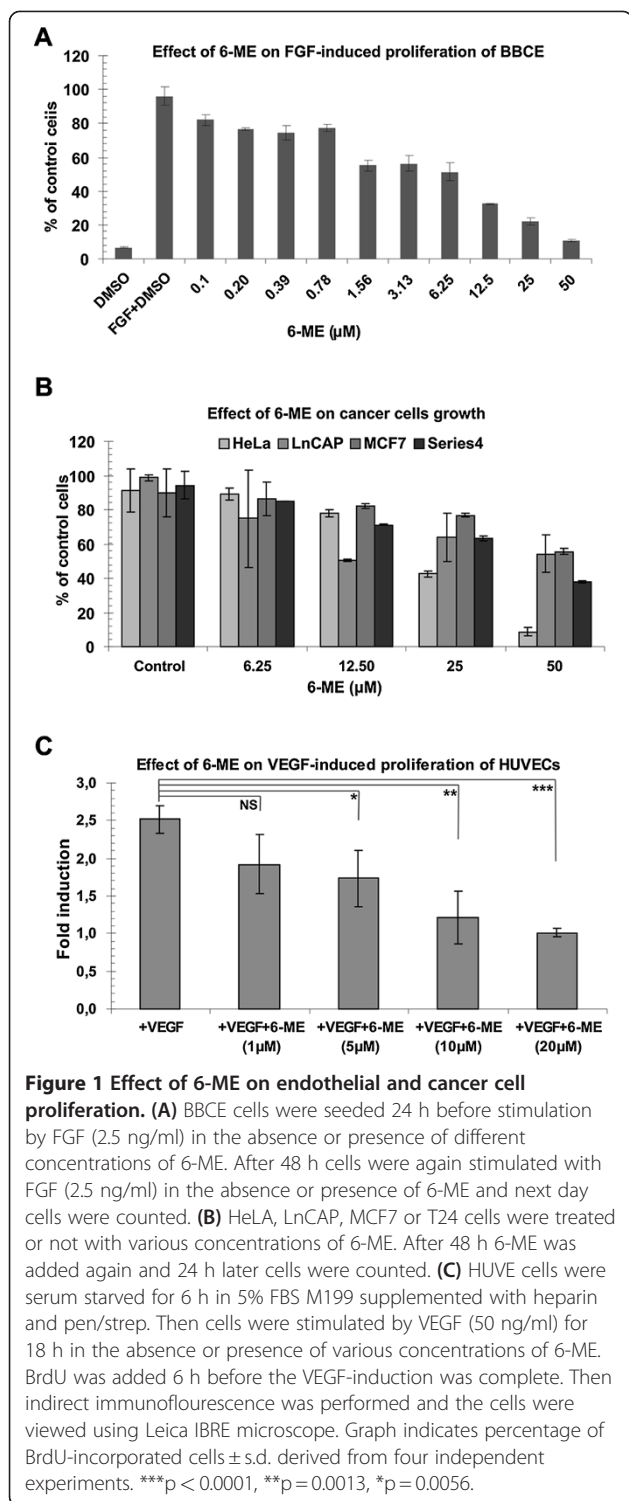 A
Effect of 6-ME on FGF-induced proliferation of BBCE
% of controi ceiis
120
100
80
60
40
20
0
DMSO
FGF+DMSO
0.1
0.20
0.39
0.78
1.56
3.13
6.25
12.5
25
50
6-ME (µM)
B
Effect of 6-ME on cancer cells growth
HeLa LnCAP MCF7 Series4
% of control cells
120
100
80
60
40
20
0
Control 6.25 12.50 25 50
6-ME (µM)
C
Effect of 6-ME on VEGF-induced proliferation of HUVECs
Fold induction
3,0
2,5
2,0
1,5
1,0
0,5
0,0
NS
*
**
***
+VEGF +VEGF+6-ME +VEGF+6-ME +VEGF+6-ME +VEGF+6-ME
(1µM) (5µM) (10µM) (20µM)
Figure 1 Effect of 6-ME on endothelial and cancer cell
proliferation. (A) BBCE cells were seeded 24 h before stimulation
by FGF (2.5 ng/ml) in the absence or presence of different
concentrations of 6-ME. After 48 h cells were again stimulated with
FGF (2.5 ng/ml) in the absence or presence of 6-ME and next day
cells were counted. (B) HeLA, LnCAP, MCF7 or T24 cells were treated
or not with various concentrations of 6-ME. After 48 h 6-ME was
added again and 24 h later cells were counted. (C) HUVE cells were
serum starved for 6 h in 5% FBS M199 supplemented with heparin
and pen/strep. Then cells were stimulated by VEGF (50 ng/ml) for
18 h in the absence or presence of various concentrations of 6-ME.
BrdU was added 6 h before the VEGF-induction was complete. Then
indirect immunoflourescence was performed and the cells were
viewed using Leica IBRE microscope. Graph indicates percentage of
BrdU-incorporated cells ± s.d. derived from four independent
experiments. ***p < 0.0001, **p = 0.0013, *p = 0.0056.